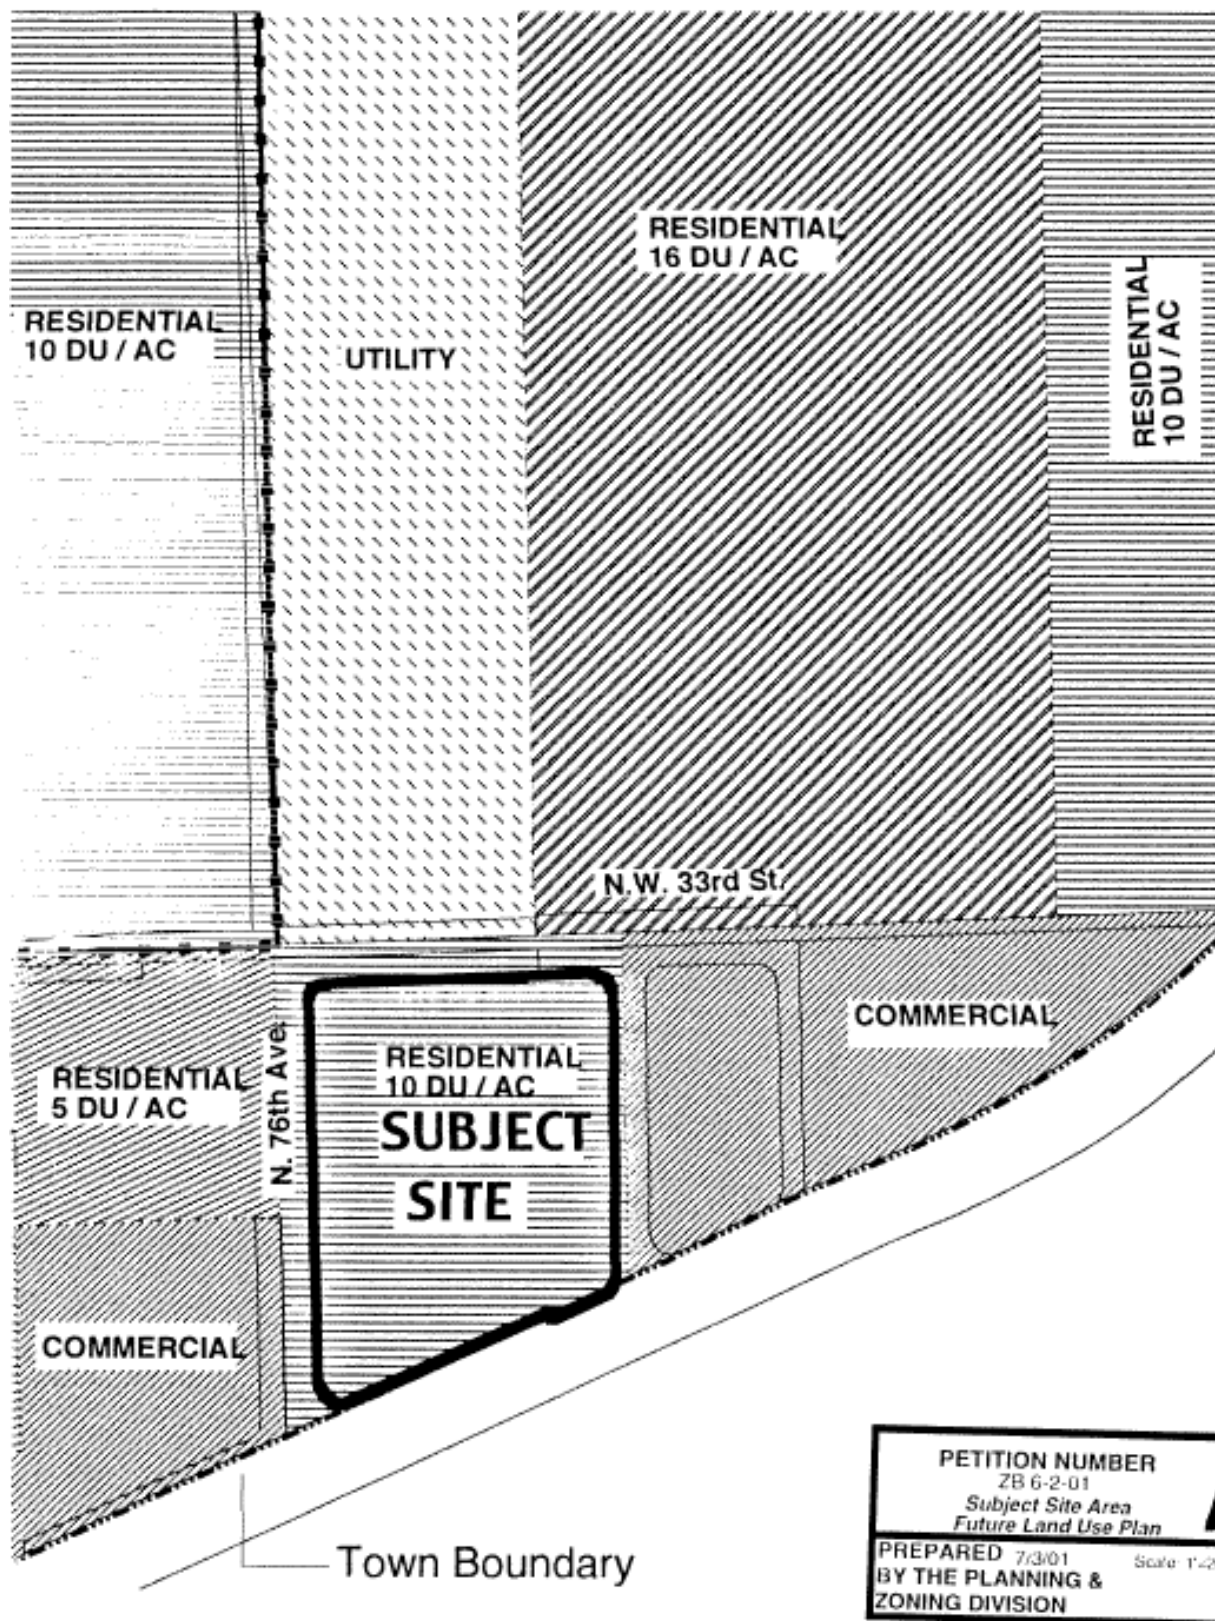 RESIDENTIAL
16 DU / AC
RESIDENTIAL
10 DU / AC
RESIDENTIAL
10 DU / AC
UTILITY
N.W. 33rd St.
COMMERCIAL
N. 76th Ave.
RESIDENTIAL
10 DU / AC
SUBJECT
SITE
RESIDENTIAL
5 DU / AC
COMMERCIAL
Town Boundary
PETITION NUMBER
ZB 6-2-01
Subject Site Area
Future Land Use Plan
PREPARED 7/3/01
Scale
BY THE PLANNING &
ZONING DIVISION